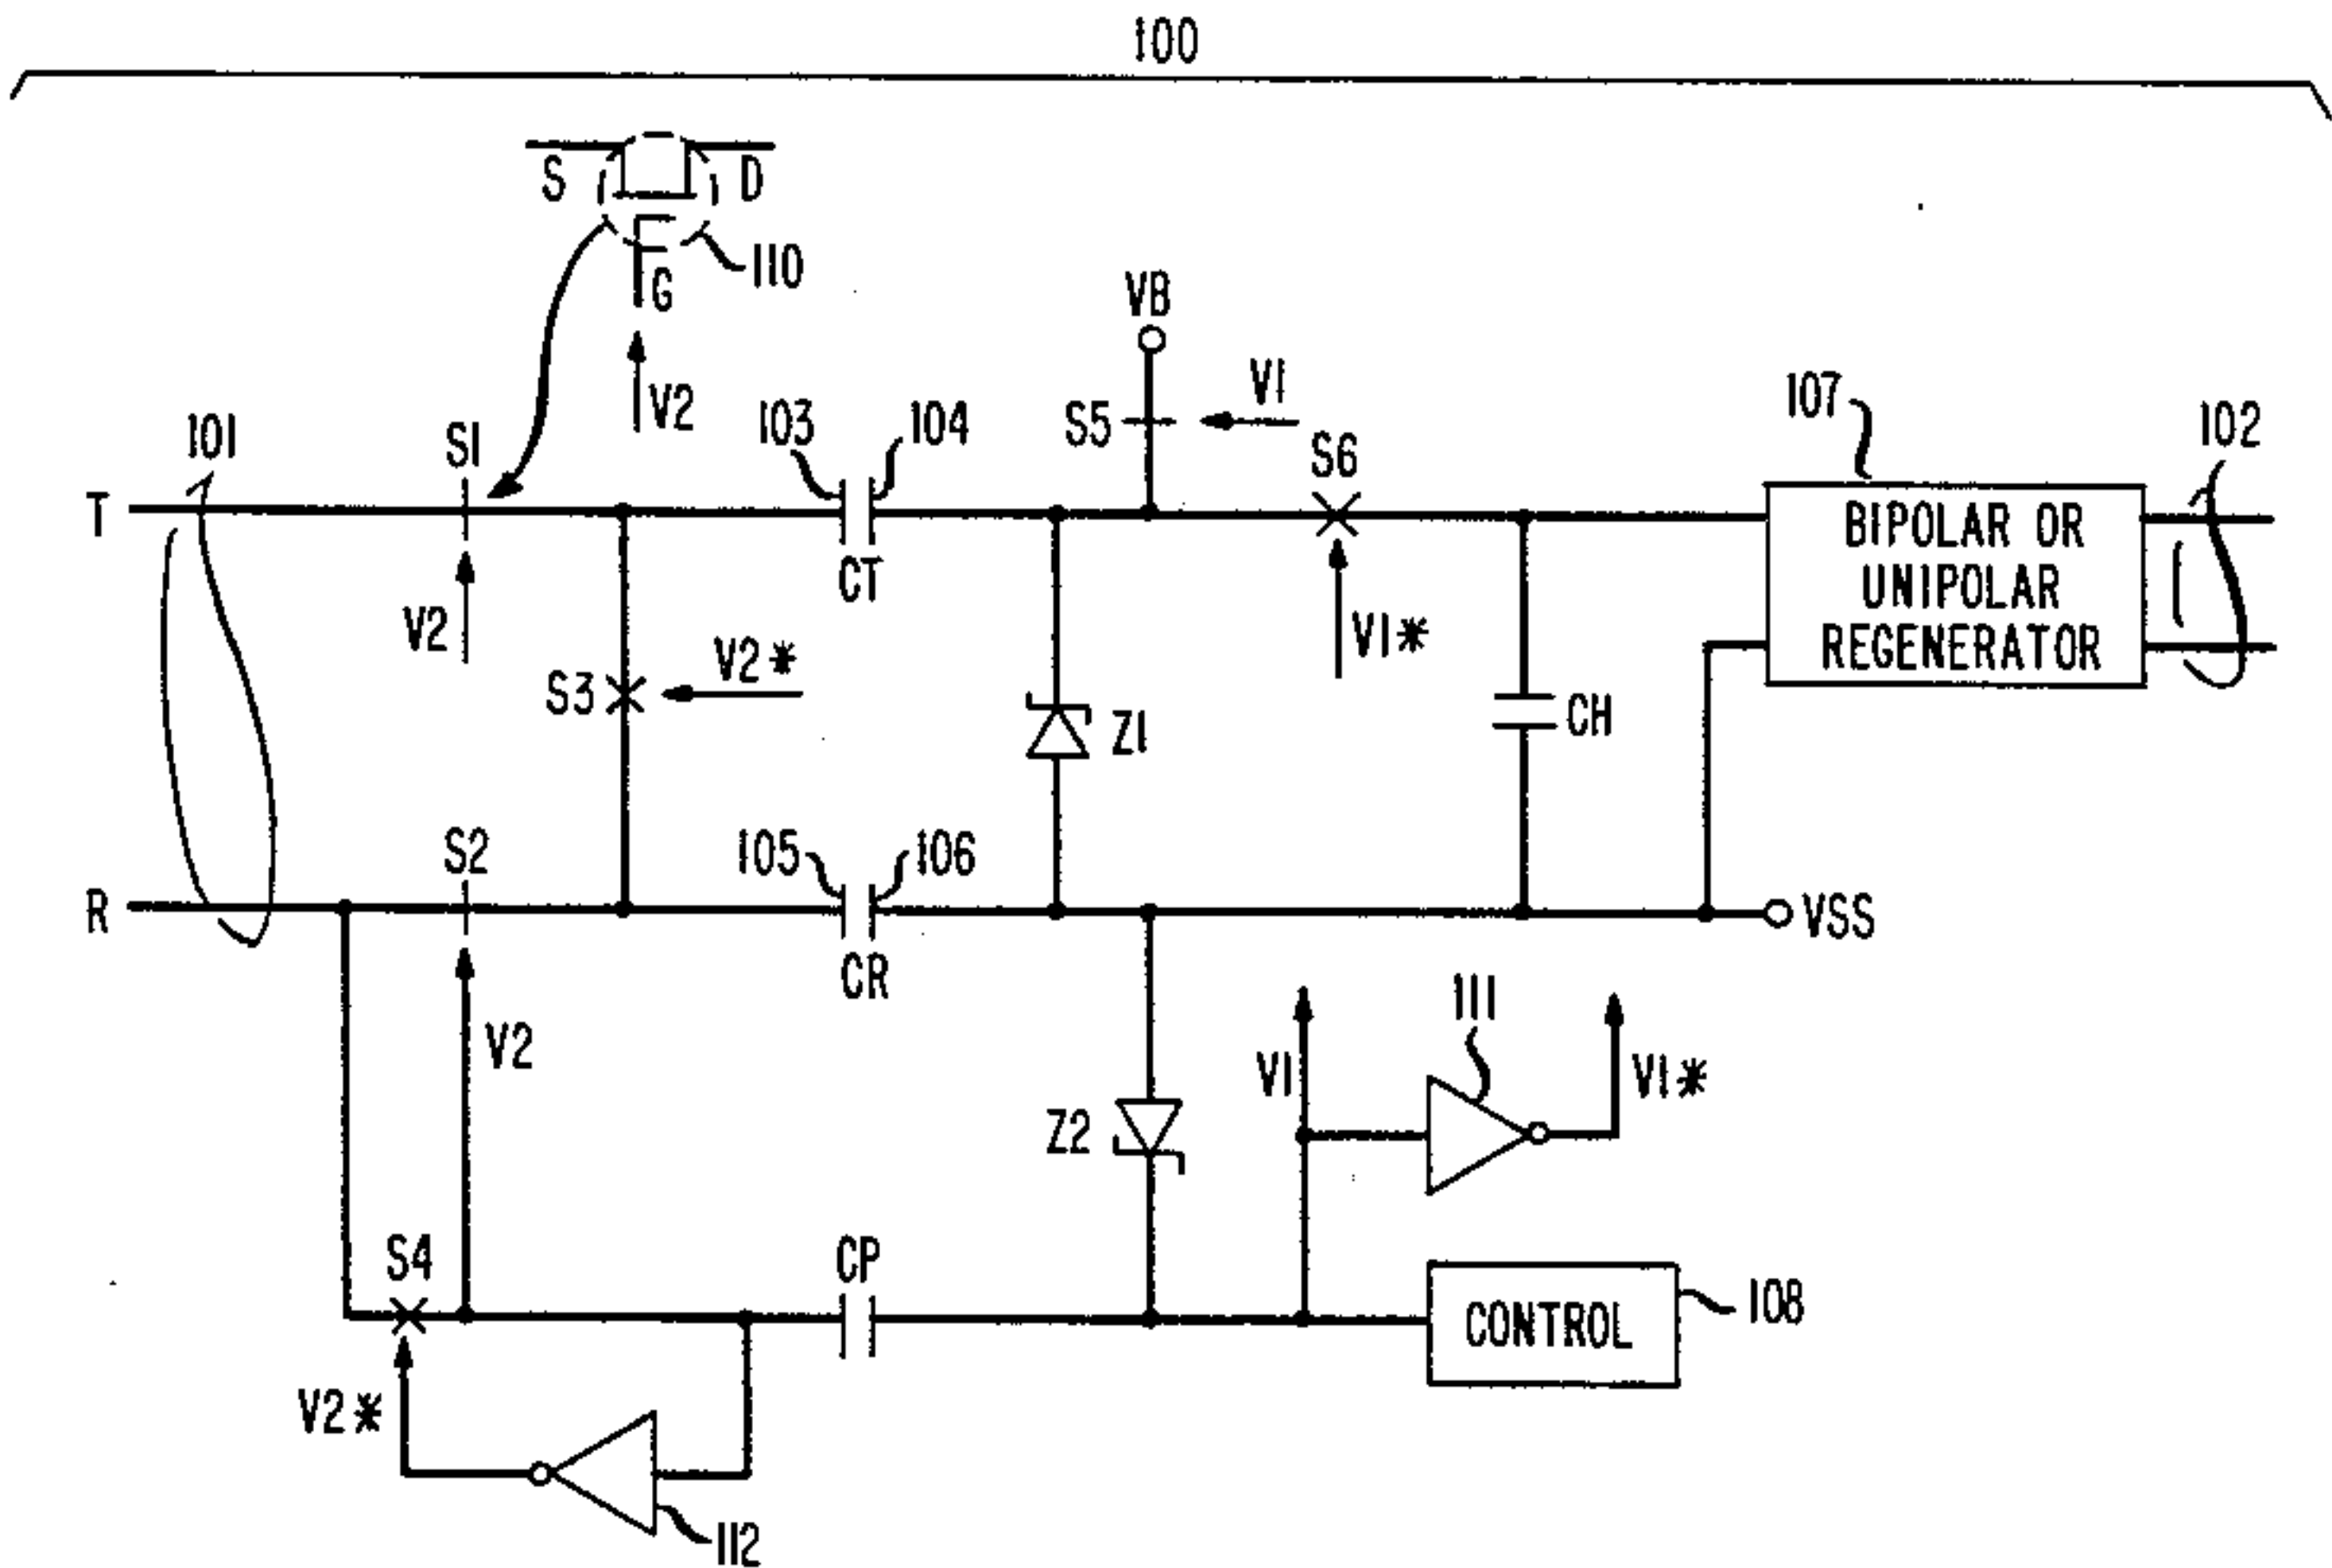 100
S
D
G
110
V2
VB
V1
S5
107
102
101
S1
103
104
S6
T
V2
CT
V1*
BIPOLAR OR
UNIPOLAR
REGENERATOR
S3
V2*
Z1
CH
S2
105
106
R
CR
VSS
V2
V1
111
V1*
Z2
S4
CP
CONTROL
108
V2*
112